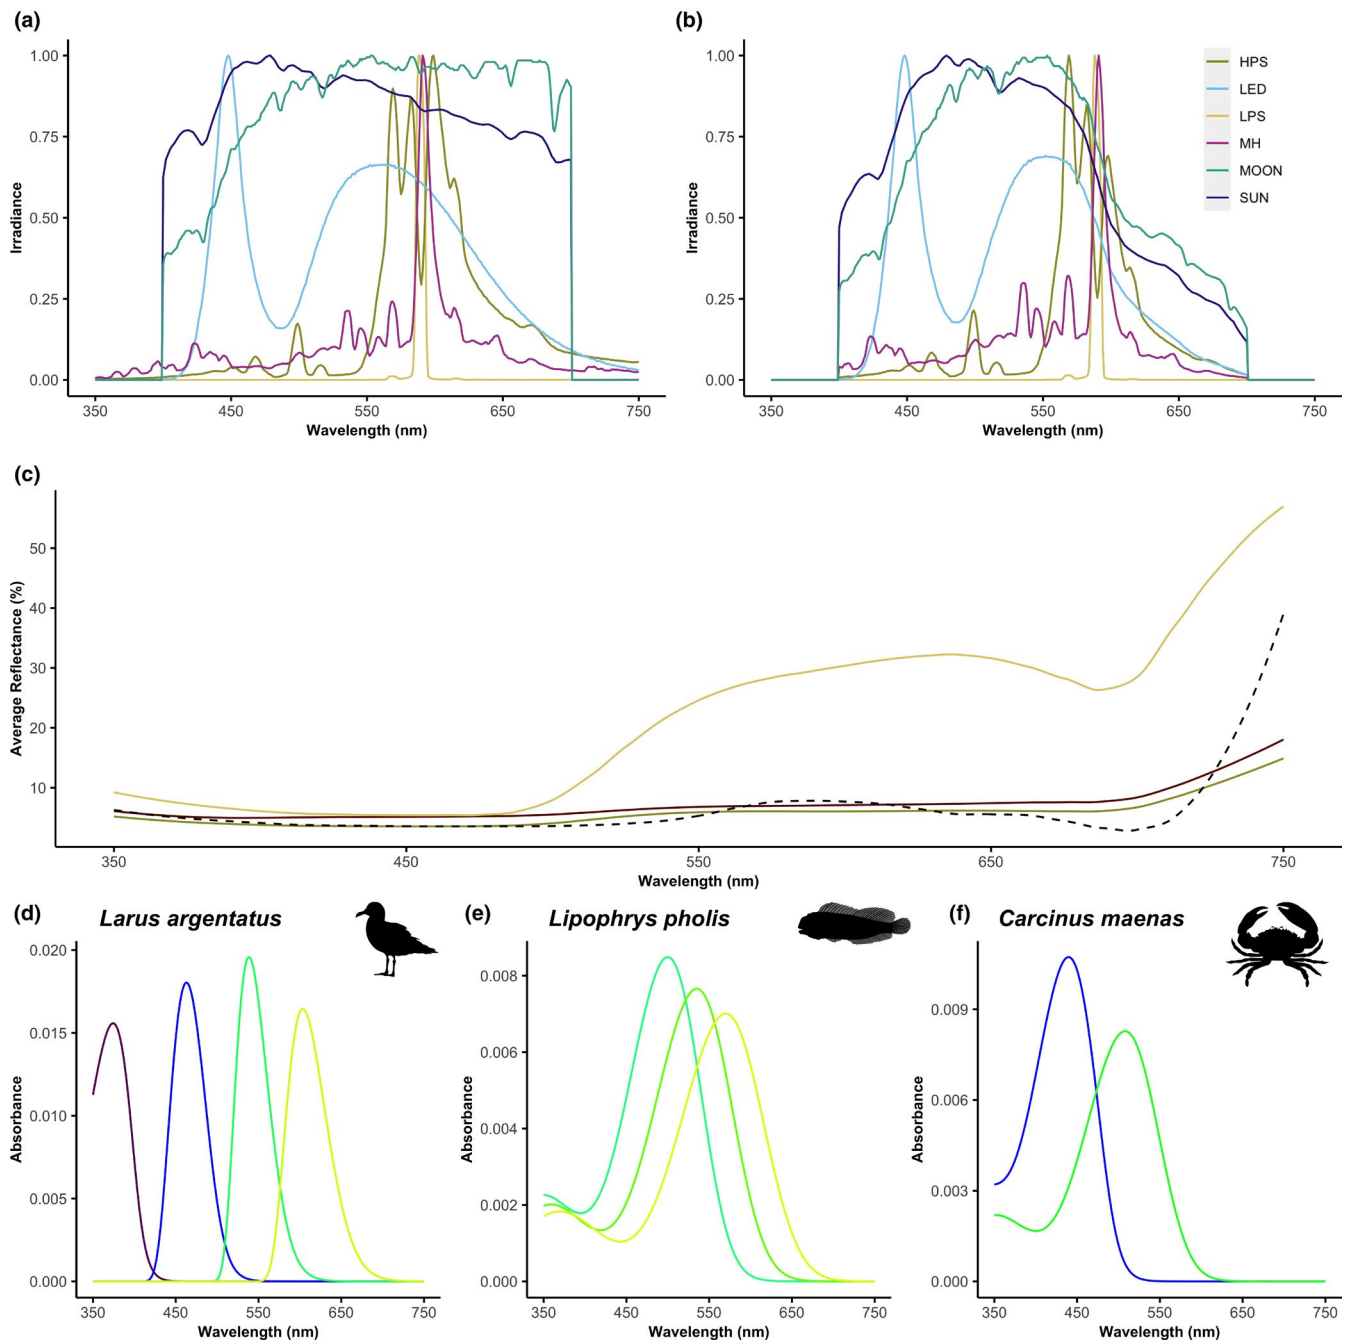 (a)
1.00
0.75
0.50
0.25
0.00
Irradiance
350 450 550 650 750
Wavelength (nm)
(b)
1.00
0.75
0.50
0.25
0.00
Irradiance
350 450 550 650 750
Wavelength (nm)
HPS
LED
LPS
MH
MOON
SUN
(c)
50
40
30
20
10
Average Reflectance (%)
350 450 550 650 750
Wavelength (nm)
(d) Larus argentatus
0.020
0.015
0.010
0.005
0.000
Absorbance
350 450 550 650 750
Wavelength (nm)
(e) Lipophrys pholis
0.008
0.006
0.004
0.002
0.000
Absorbance
350 450 550 650 750
Wavelength (nm)
(f) Carcinus maenas
0.009
0.006
0.003
0.000
Absorbance
350 450 550 650 750
Wavelength (nm)